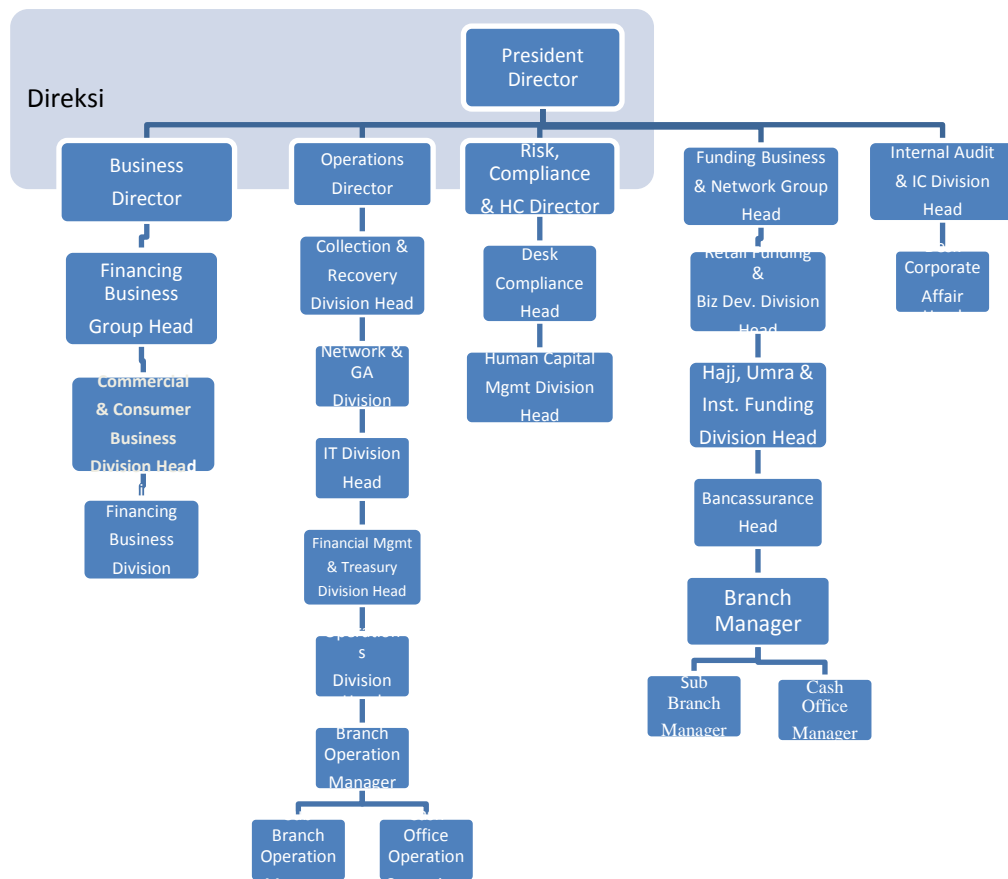 President
Director
Direksi
Business
Director
Operations
Director
Risk,
Compliance
& HC Director
Funding Business
& Network Group
Head
Internal Audit
& IC Division
Head
Financing
Business
Group Head
Collection &
Recovery
Division Head
Desk
Compliance
Head
Retail Funding
&
Biz Dev. Division
Head
Corporate
Affair
Commercial
& Consumer
Business
Division Head
Network &
GA
Division
Human Capital
Mgmt Division
Head
Hajj, Umra &
Inst. Funding
Division Head
Financing
Business
Division
IT Division
Head
Bancassurance
Head
Financial Mgmt
& Treasury
Division Head
Branch
Manager
Operation
s
Division
Sub
Branch
Manager
Cash
Office
Manager
Branch
Operation
Manager
Branch
Operation
Office
Operation